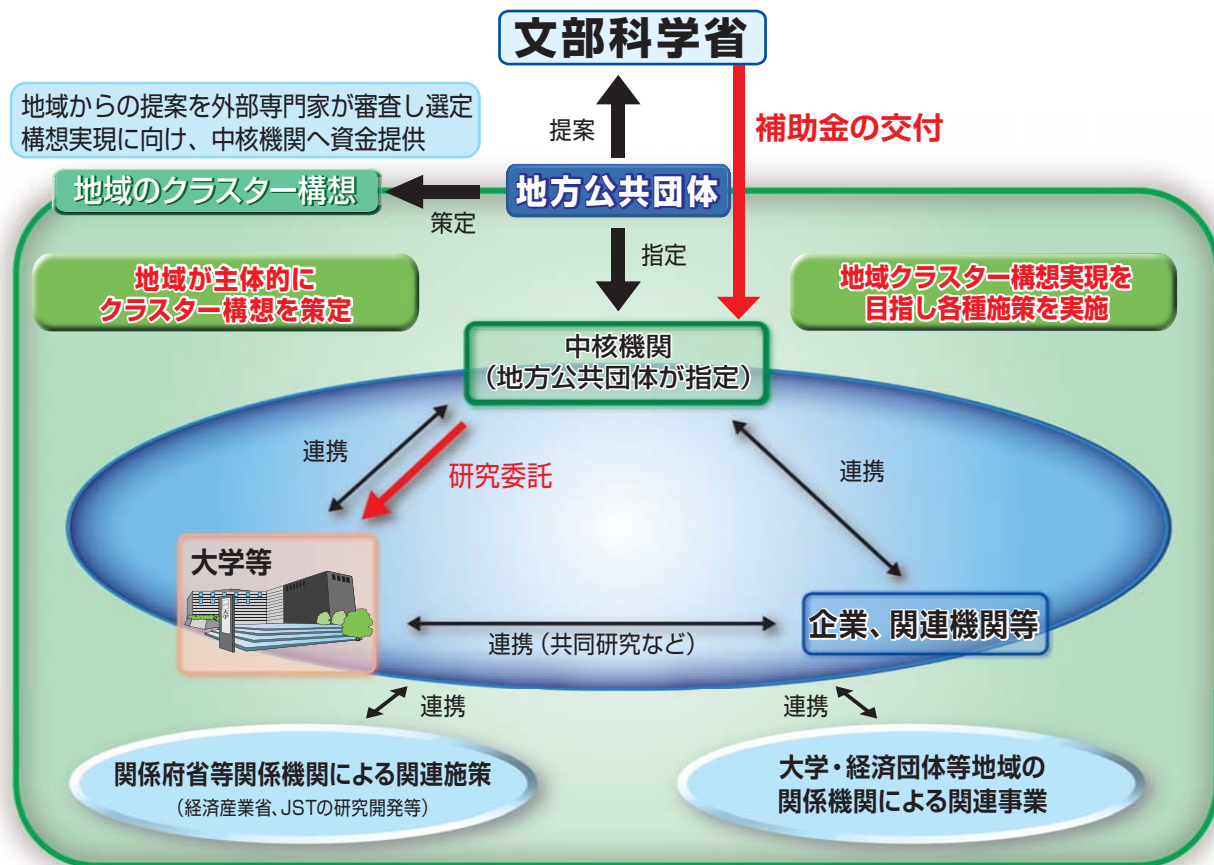 文部科学省
地域からの提案を外部専門家が審査し選定
構想実現に向け、中核機関へ資金提供
提案
補助金の交付
地域のクラスター構想
策定
地方公共団体
指定
地域が主体的に
クラスター構想を策定
地域クラスター構想実現を
目指し各種施策を実施
中核機関
(地方公共団体が指定)
連携
研究委託
連携
大学等
大学
連携(共同研究など)
企業、関連機関等
連携
連携
関係府省等関係機関による関連施策
(経済産業省、JSTの研究開発等)
大学・経済団体等地域の
関係機関による関連事業